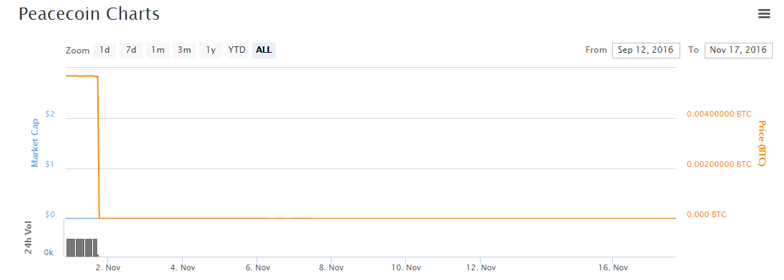 Peacecoin Charts
Zoom 1d 7d 1m 3m 1y YTD ALL From Sep 12, 2016 To Nov 17, 2016
Market Cap
$2
$1
$0
0.00400000 BTC
0.00200000 BTC
0.000 BTC
Price (BTC)
24h Vol
0k
2. Nov 4. Nov 6. Nov 8. Nov 10. Nov 12. Nov 16. Nov